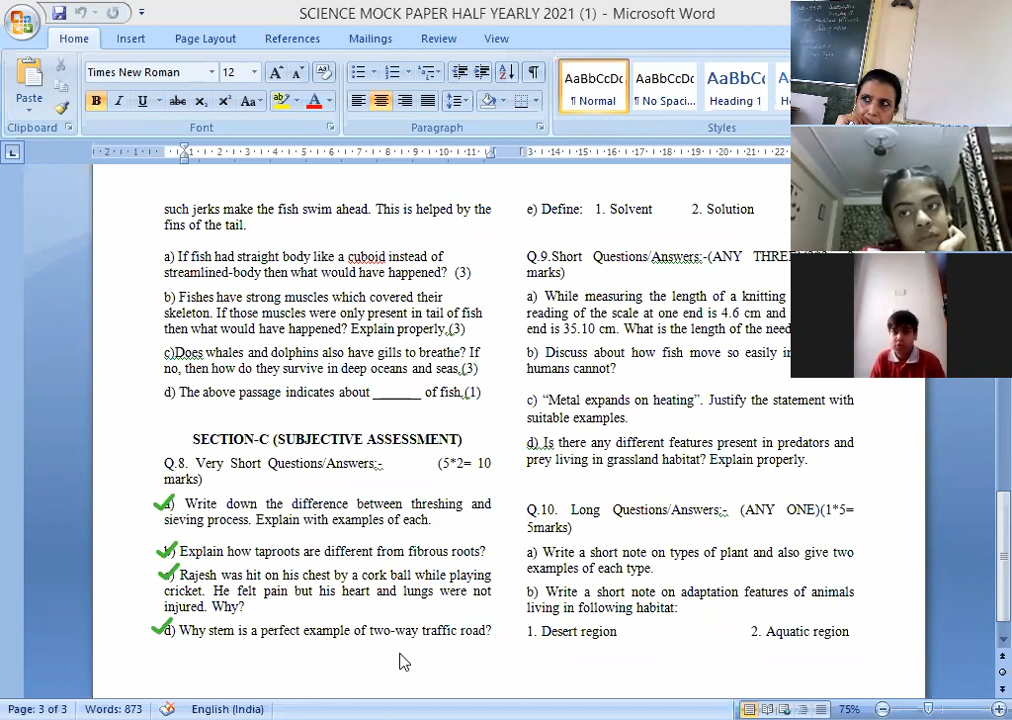 SCIENCE MOCK PAPER HALF YEARLY 2021 (1) - Microsoft Word
Home Insert Page Layout References Mailings Review View
Paste
Times New Roman 12
B I U abc x₂ x² Aa A
AaBbCcDc AaBbCcDc AaBbCc
¶ Normal ¶ No Spaci... Heading 1
Clipboard Font Paragraph Styles
such jerks make the fish swim ahead. This is helped by the
fins of the tail.
a) If fish had straight body like a cuboid instead of
streamlined-body then what would have happened? (3)
b) Fishes have strong muscles which covered their
skeleton. If those muscles were only present in tail of fish
then what would have happened? Explain properly.(3)
c)Does whales and dolphins also have gills to breathe? If
no, then how do they survive in deep oceans and seas.(3)
d) The above passage indicates about _______ of fish.(1)
SECTION-C (SUBJECTIVE ASSESSMENT)
Q.8. Very Short Questions/Answers:- (5*2= 10
marks)
a) Write down the difference between threshing and
sieving process. Explain with examples of each.
b) Explain how taproots are different from fibrous roots?
c) Rajesh was hit on his chest by a cork ball while playing
cricket. He felt pain but his heart and lungs were not
injured. Why?
d) Why stem is a perfect example of two-way traffic road?
e) Define: 1. Solvent 2. Solution
Q.9.Short Questions/Answers:-(ANY THREE
marks)
a) While measuring the length of a knitting
reading of the scale at one end is 4.6 cm and
end is 35.10 cm. What is the length of the need
b) Discuss about how fish move so easily in
humans cannot?
c) “Metal expands on heating”. Justify the statement with
suitable examples.
d) Is there any different features present in predators and
prey living in grassland habitat? Explain properly.
Q.10. Long Questions/Answers:- (ANY ONE)(1*5=
5marks)
a) Write a short note on types of plant and also give two
examples of each type.
b) Write a short note on adaptation features of animals
living in following habitat:
1. Desert region 2. Aquatic region
Page: 3 of 3 Words: 873 English (India) 75%